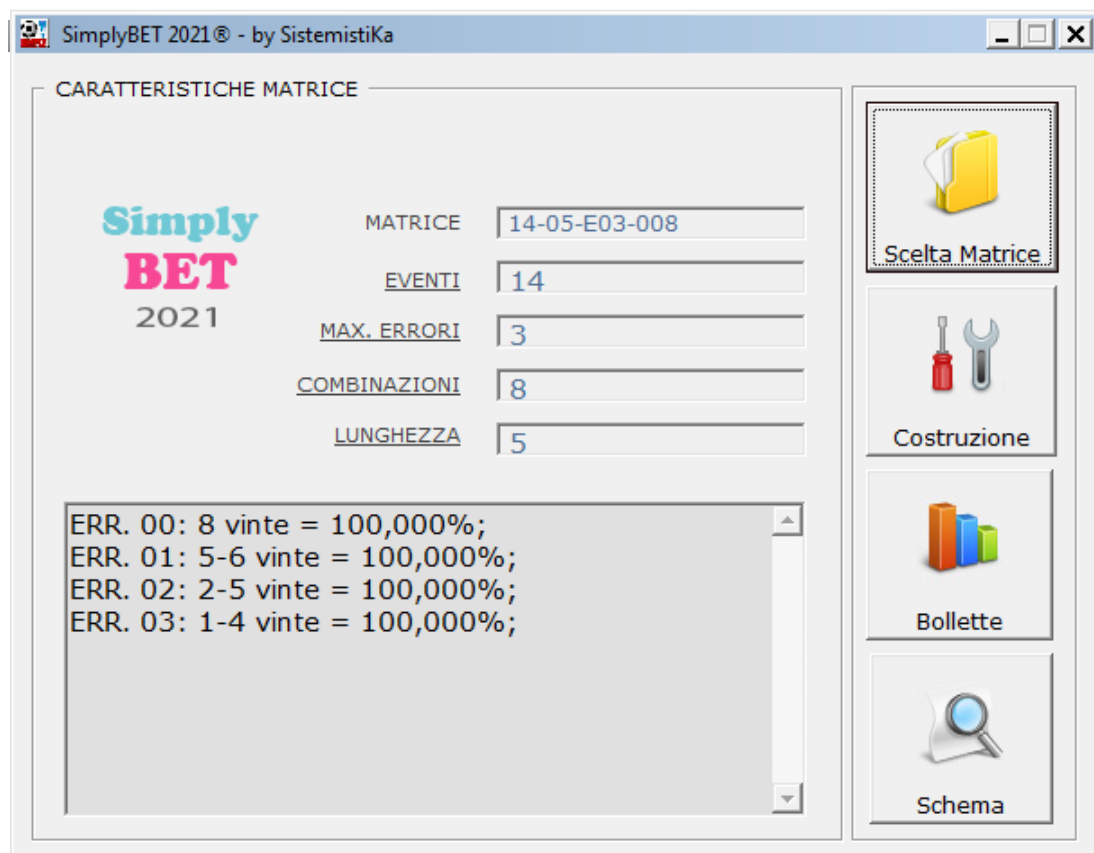 SimplyBET 2021® - by SistemistiKa
CARATTERISTICHE MATRICE
Simply
BET
2021
MATRICE 14-05-E03-008
EVENTI 14
MAX. ERRORI 3
COMBINAZIONI 8
LUNGHEZZA 5
ERR. 00: 8 vinte = 100,000%;
ERR. 01: 5-6 vinte = 100,000%;
ERR. 02: 2-5 vinte = 100,000%;
ERR. 03: 1-4 vinte = 100,000%;
Scelta Matrice
Costruzione
Bollette
Schema